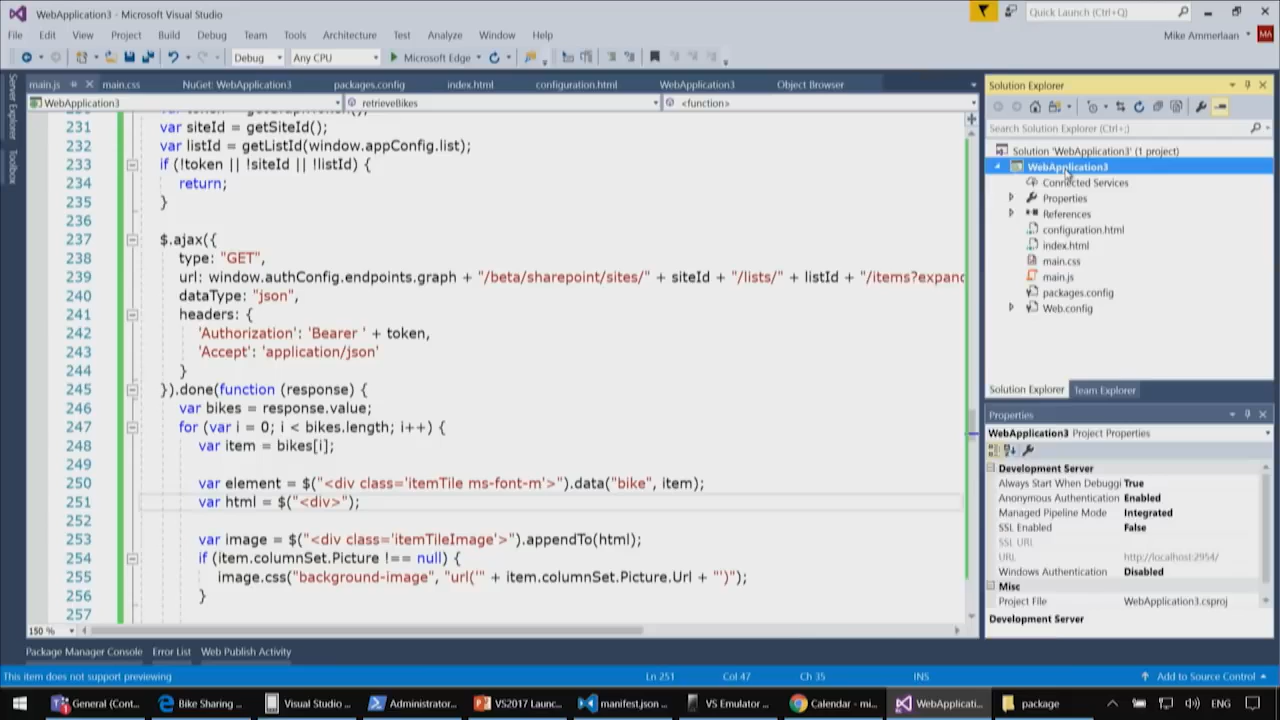 WebApplication3 - Microsoft Visual Studio
Quick Launch (Ctrl+Q)
File Edit View Project Build Debug Team Tools Architecture Test Analyze Window Help
Mike Ammerlaan MA
Debug Any CPU Microsoft Edge
main.js main.css NuGet: WebApplication3 packages.config index.html configuration.html WebApplication3 Object Browser
WebApplication3 retrieveBikes <function>
Server Explorer
Toolbox
231 var siteId = getSiteId();
232 var listId = getListId(window.appConfig.list);
233 if (!token || !siteId || !listId) {
234 return;
235 }
236
237 $.ajax({
238 type: "GET",
239 url: window.authConfig.endpoints.graph + "/beta/sharepoint/sites/" + siteId + "/lists/" + listId + "/items?expand
240 dataType: "json",
241 headers: {
242 'Authorization': 'Bearer ' + token,
243 'Accept': 'application/json'
244 }
245 }).done(function (response) {
246 var bikes = response.value;
247 for (var i = 0; i < bikes.length; i++) {
248 var item = bikes[i];
249
250 var element = $("<div class='itemTile ms-font-m'>").data("bike", item);
251 var html = $("<div>");
252
253 var image = $("<div class='itemTileImage'>").appendTo(html);
254 if (item.columnSet.Picture !== null) {
255 image.css("background-image", "url('" + item.columnSet.Picture.Url + "')");
256 }
257
150 %
Solution Explorer
Search Solution Explorer (Ctrl+;)
Solution 'WebApplication3' (1 project)
WebApplication3
Connected Services
Properties
References
configuration.html
index.html
main.css
main.js
packages.config
Web.config
Solution Explorer Team Explorer
Properties
WebApplication3 Project Properties
Development Server
Always Start When Debuggi True
Anonymous Authentication Enabled
Managed Pipeline Mode Integrated
SSL Enabled False
SSL URL
URL http://localhost:2954/
Windows Authentication Disabled
Misc
Project File WebApplication3.csproj
Development Server
Package Manager Console Error List Web Publish Activity
This item does not support previewing Ln 251 Col 47 Ch 35 INS Add to Source Control
General (Cont... Bike Sharing ... Visual Studio ... Administrator... VS2017 Launc... manifest.json ... VS Emulator ... Calendar - mi... WebApplicati... package ENG